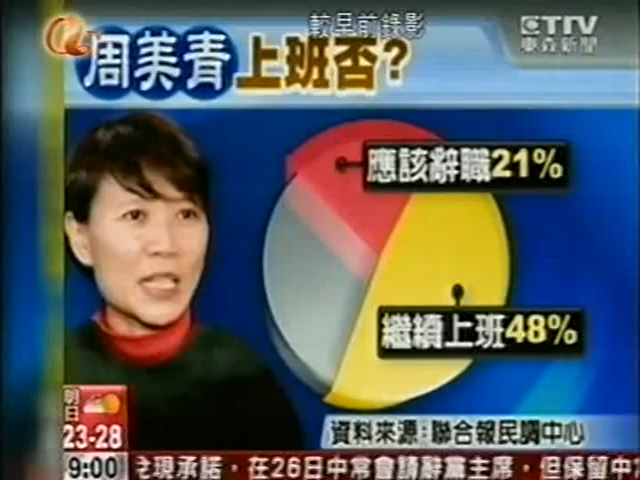 較早前錄影
ETTV
東森新聞
周美青上班否?
應該辭職21%
繼續上班48%
資料來源:聯合報民調中心
明日
23-28
9:00
現承諾，在26日中常會請辭黨主席，但保留中